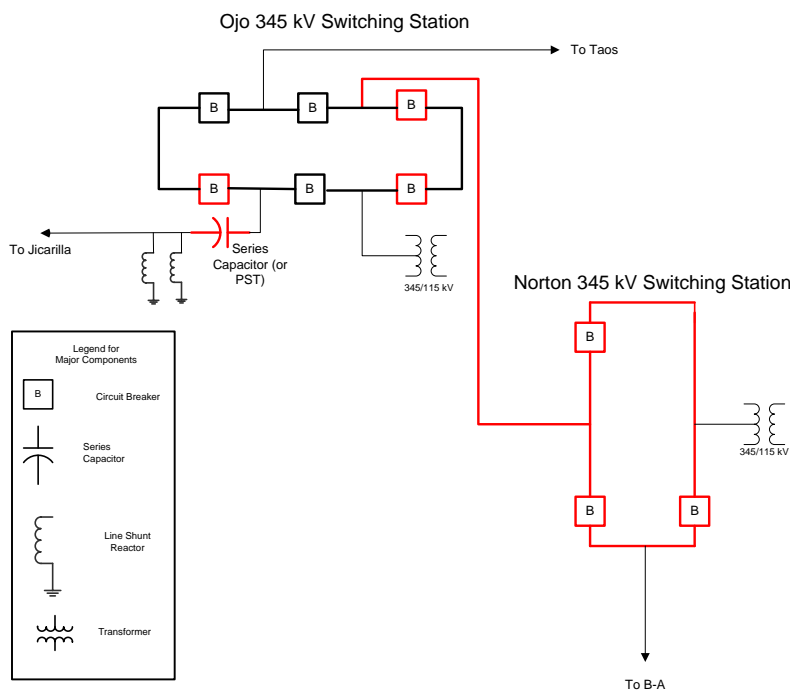 Ojo 345 kV Switching Station
To Taos
B
B
B
B
B
B
To Jicarilla
Series
Capacitor (or
PST)
345/115 kV
Norton 345 kV Switching Station
B
345/115 kV
B
B
To B-A
Legend for
Major Components
B
Circuit Breaker
Series
Capacitor
Line Shunt
Reactor
Transformer